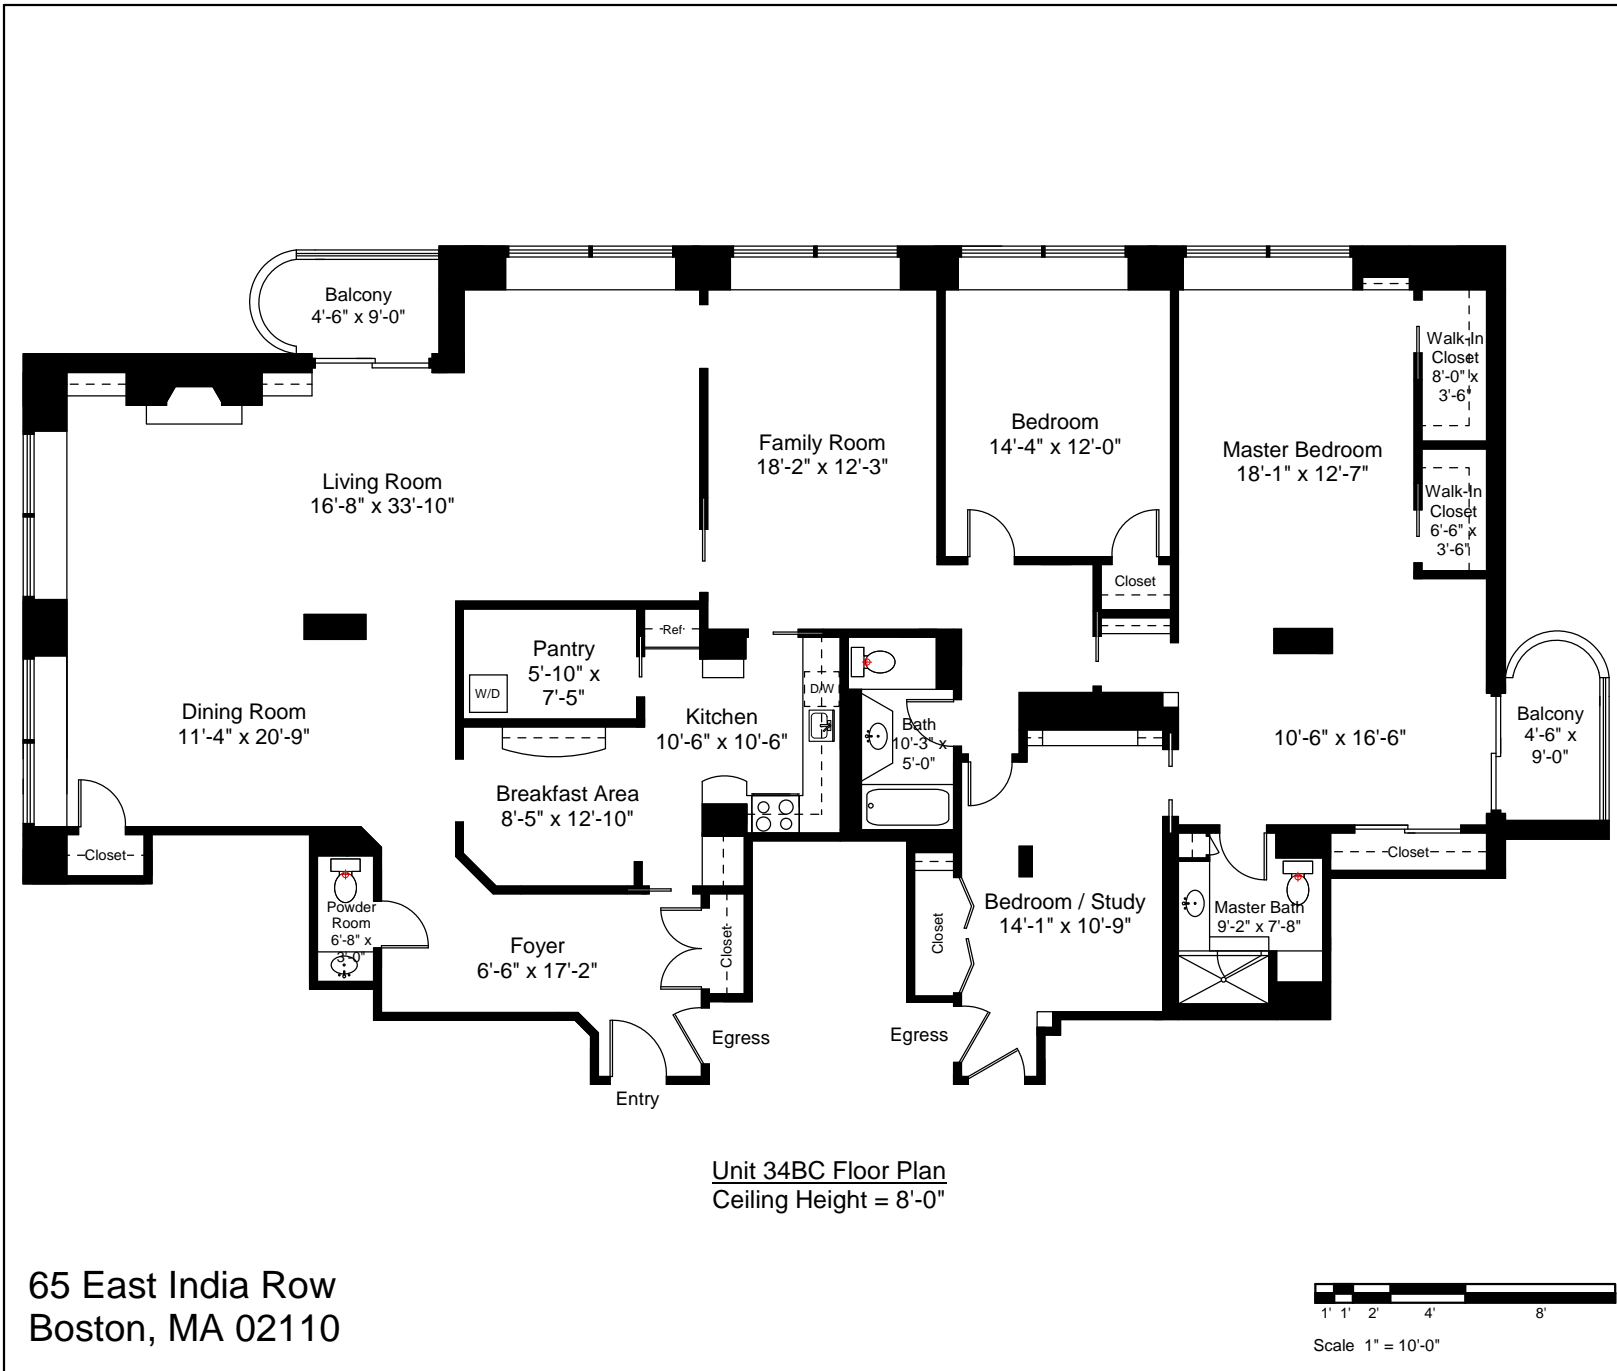 Balcony
4'-6" x 9'-0"
Walk-In
Closet
8'-0" x
3'-6"
Bedroom
14'-4" x 12'-0"
Family Room
18'-2" x 12'-3"
Master Bedroom
18'-1" x 12'-7"
Living Room
16'-8" x 33'-10"
Walk-In
Closet
6'-6" x
3'-6"
Closet
Ref
Pantry
5'-10" x
7'-5"
W/D
D/W
Dining Room
11'-4" x 20'-9"
Kitchen
10'-6" x 10'-6"
Bath
10'-3" x
5'-0"
10'-6" x 16'-6"
Balcony
4'-6" x
9'-0"
Breakfast Area
8'-5" x 12'-10"
Closet
Closet
Powder
Room
6'-8" x
3'-0"
Foyer
6'-6" x 17'-2"
Closet
Closet
Bedroom / Study
14'-1" x 10'-9"
Master Bath
9'-2" x 7'-8"
Egress
Egress
Entry
Unit 34BC Floor Plan
Ceiling Height = 8'-0"
65 East India Row
Boston, MA 02110
1' 1' 2' 4' 8'
Scale 1" = 10'-0"